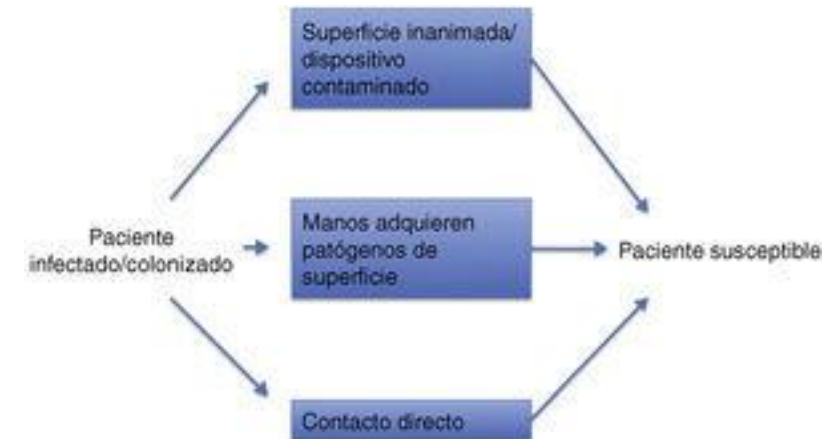 Superficie inanimada/
dispositivo
contaminado
Paciente
infectado/colonizado
Manos adquieren
patógenos de
superficie
Paciente susceptible
Contacto directo